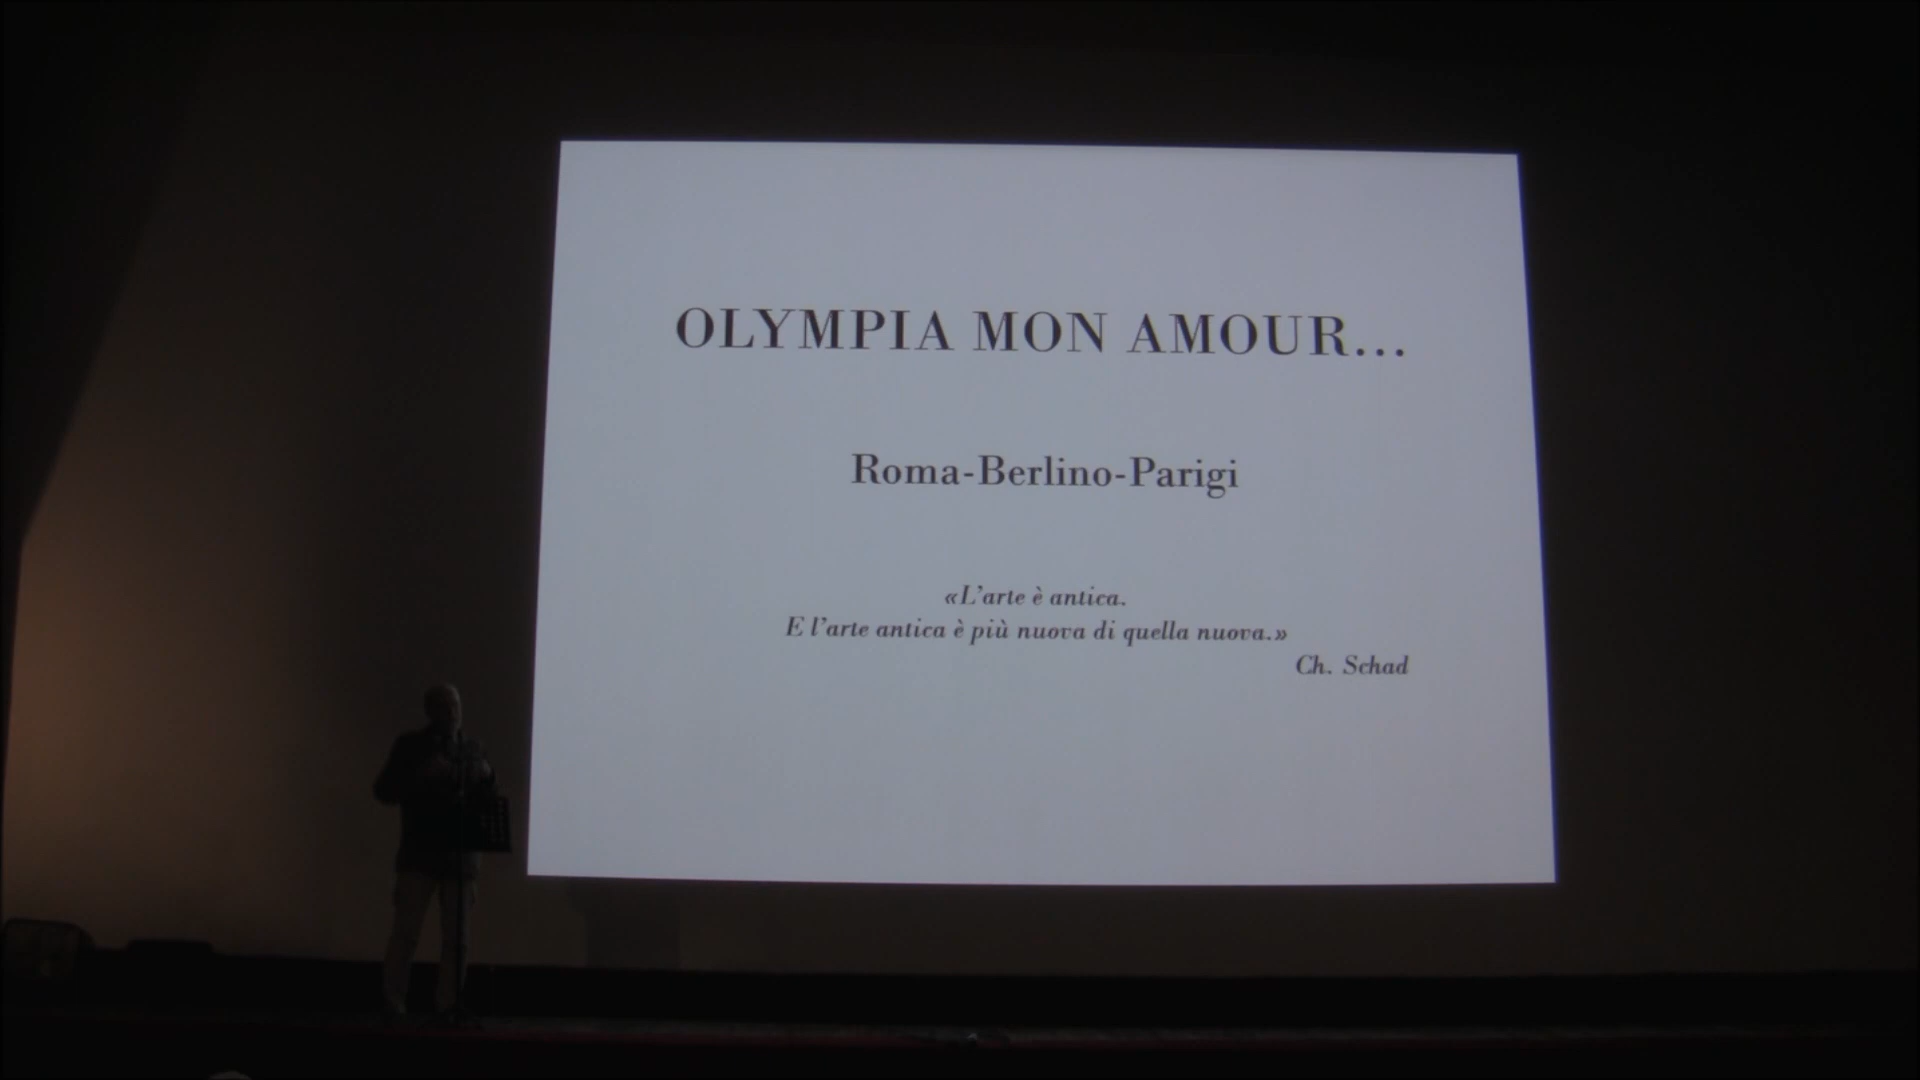 OLYMPIA MON AMOUR...
Roma-Berlino-Parigi
«L'arte è antica.
E l'arte antica è più nuova di quella nuova.»
Ch. Schad